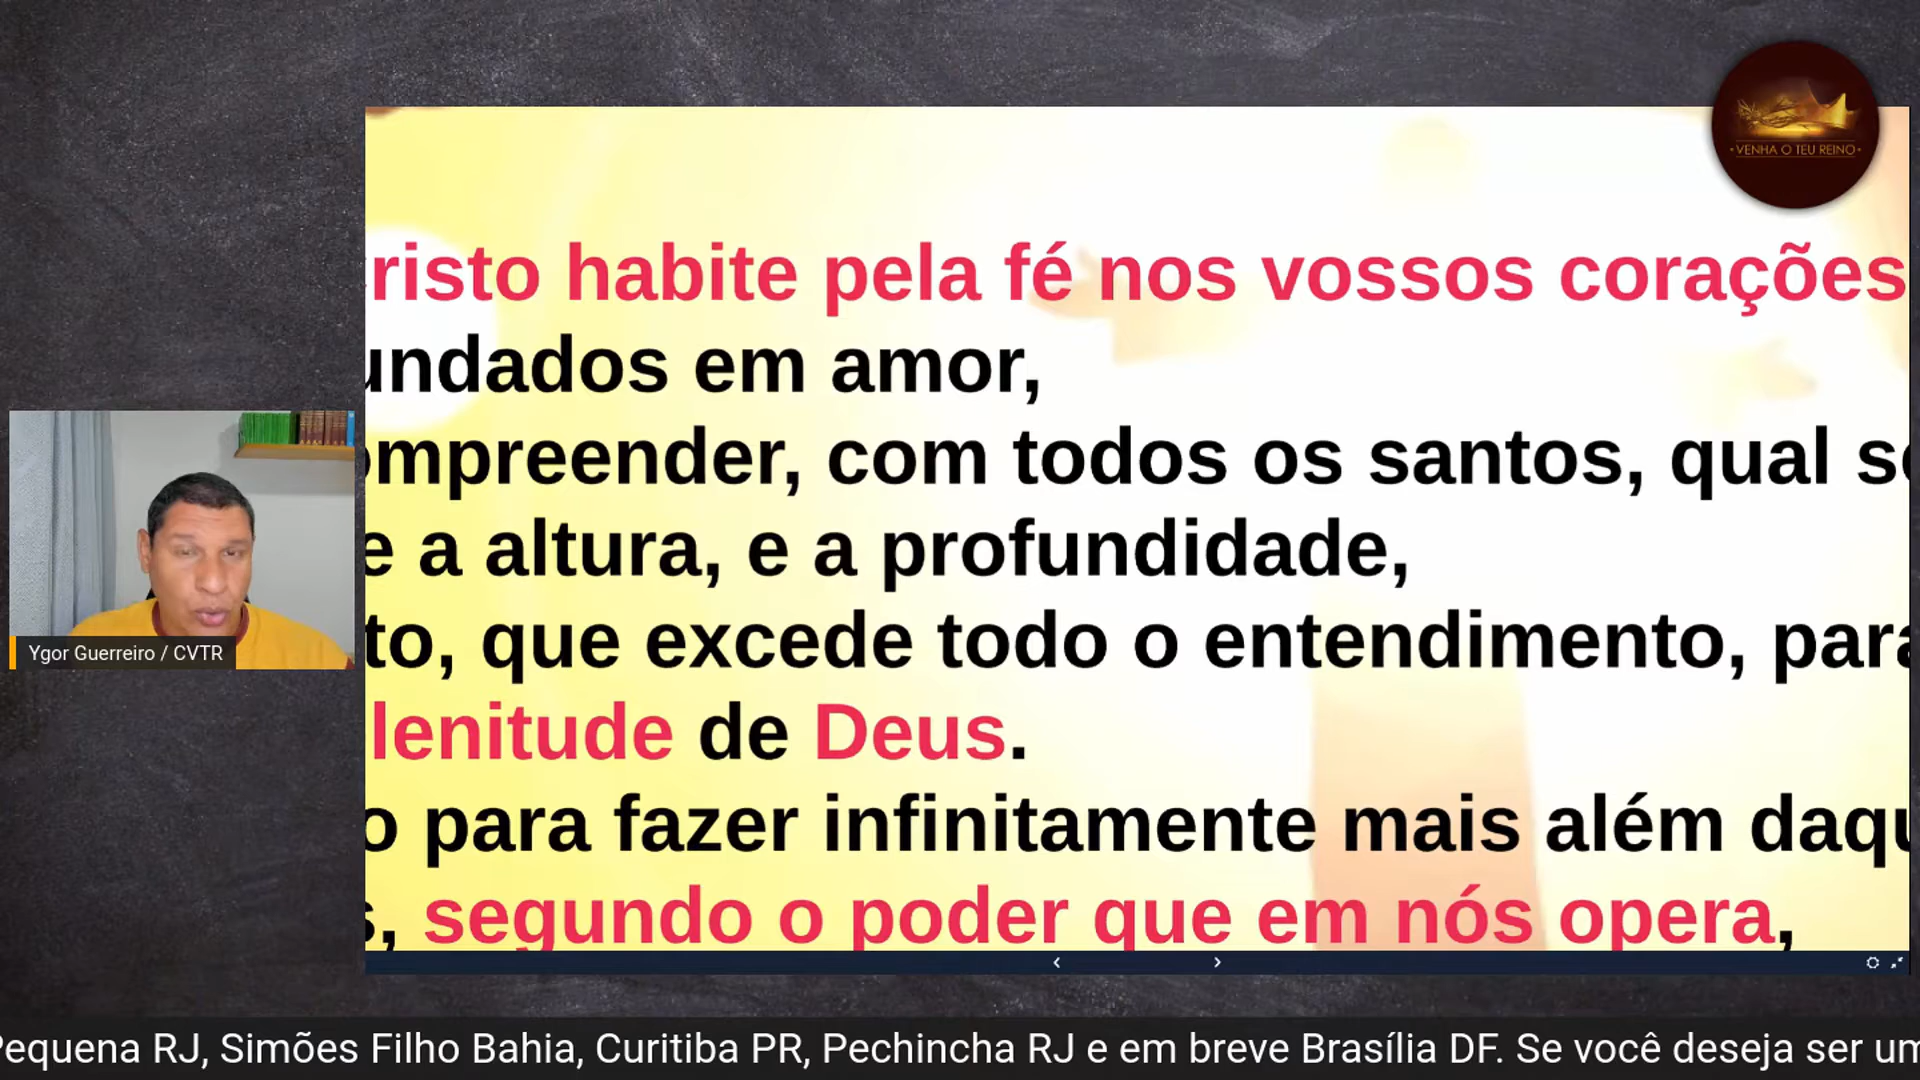 • VENHA O TEU REINO •
risto habite pela fé nos vossos corações
undados em amor,
ompreender, com todos os santos, qual se
e a altura, e a profundidade,
to, que excede todo o entendimento, para
lenitude de Deus.
o para fazer infinitamente mais além daqu
s, segundo o poder que em nós opera,
Ygor Guerreiro / CVTR
Pequena RJ, Simões Filho Bahia, Curitiba PR, Pechincha RJ e em breve Brasília DF. Se você deseja ser um